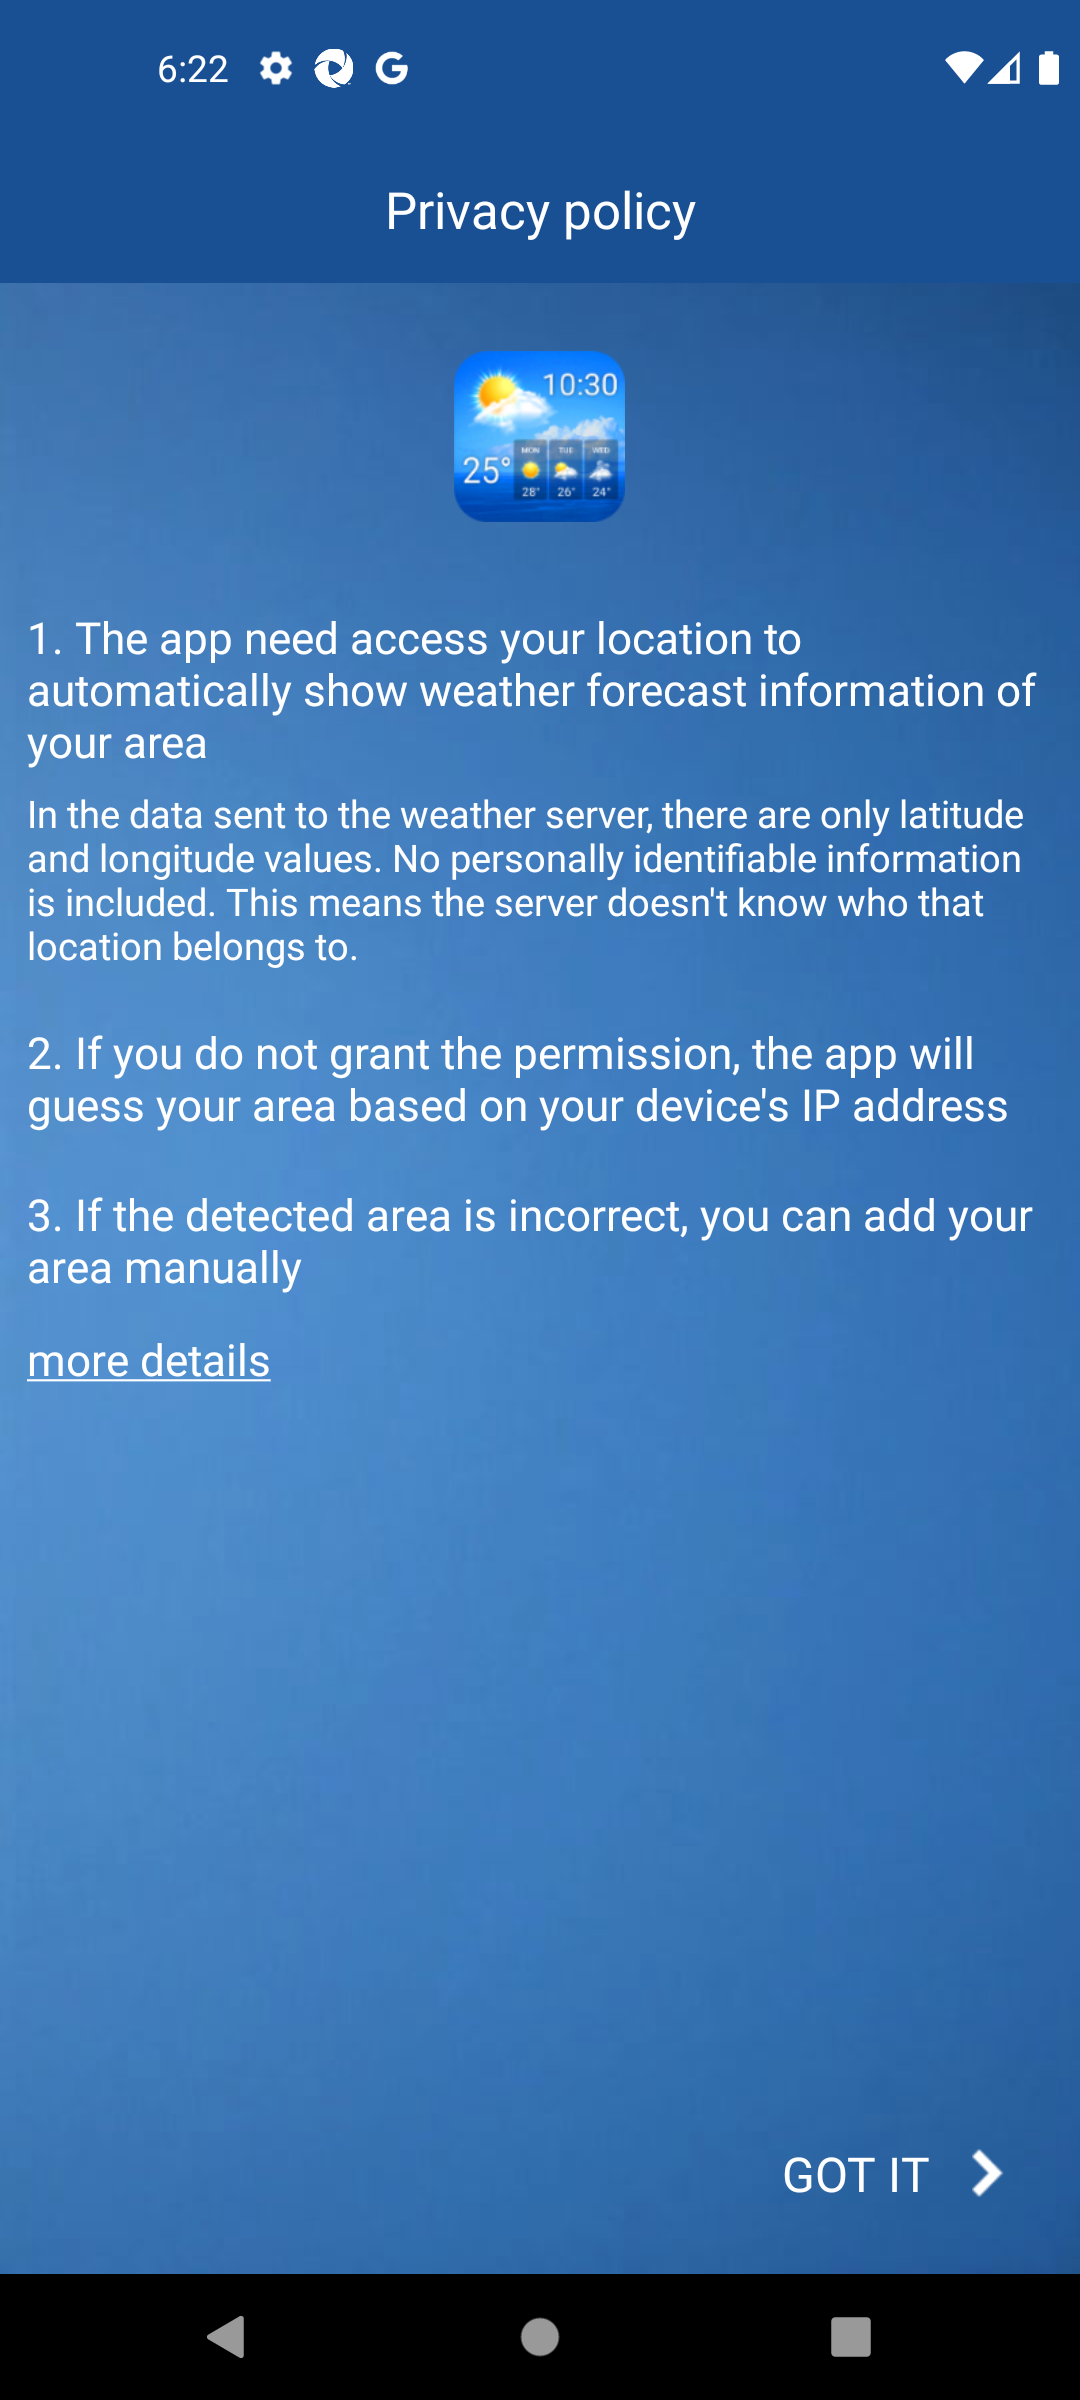 6:22
Privacy policy
10:30
25°
MON TUE WED
28° 26° 24°
1. The app need access your location to
automatically show weather forecast information of
your area
In the data sent to the weather server, there are only latitude
and longitude values. No personally identifiable information
is included. This means the server doesn't know who that
location belongs to.
2. If you do not grant the permission, the app will
guess your area based on your device's IP address
3. If the detected area is incorrect, you can add your
area manually
more details
GOT IT